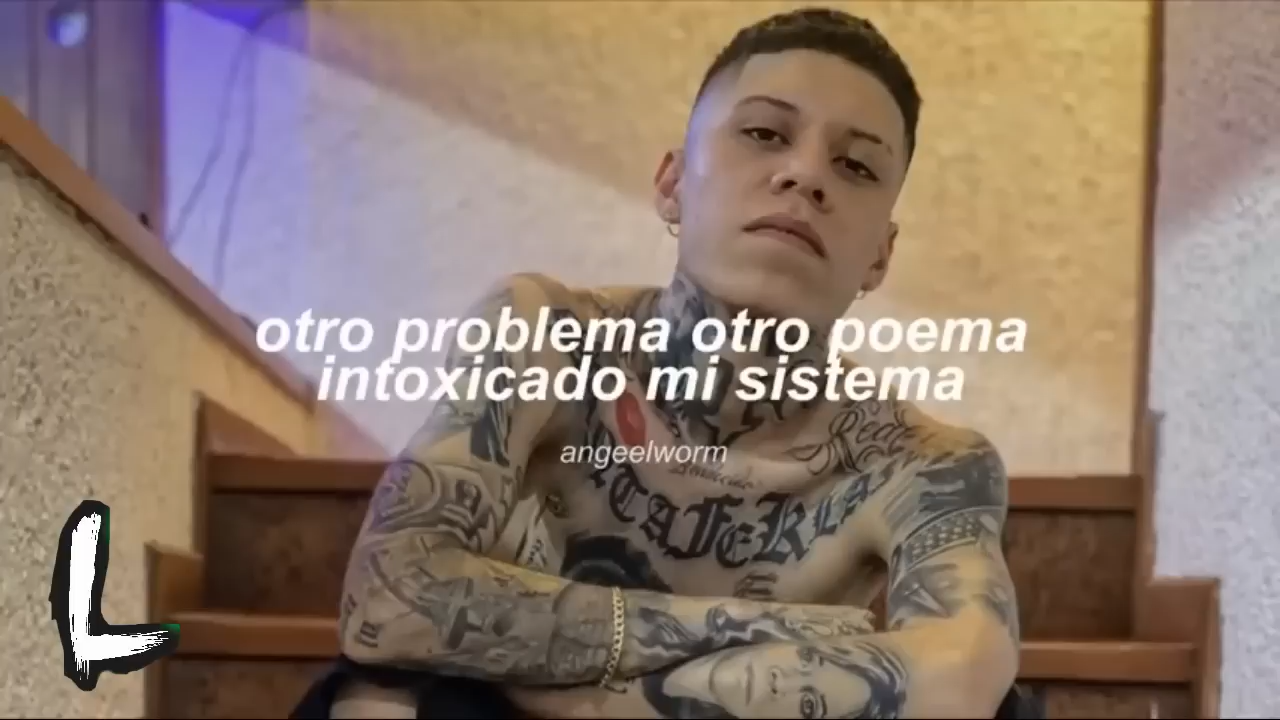 otro problema otro poema
intoxicado mi sistema
angeelworm
L